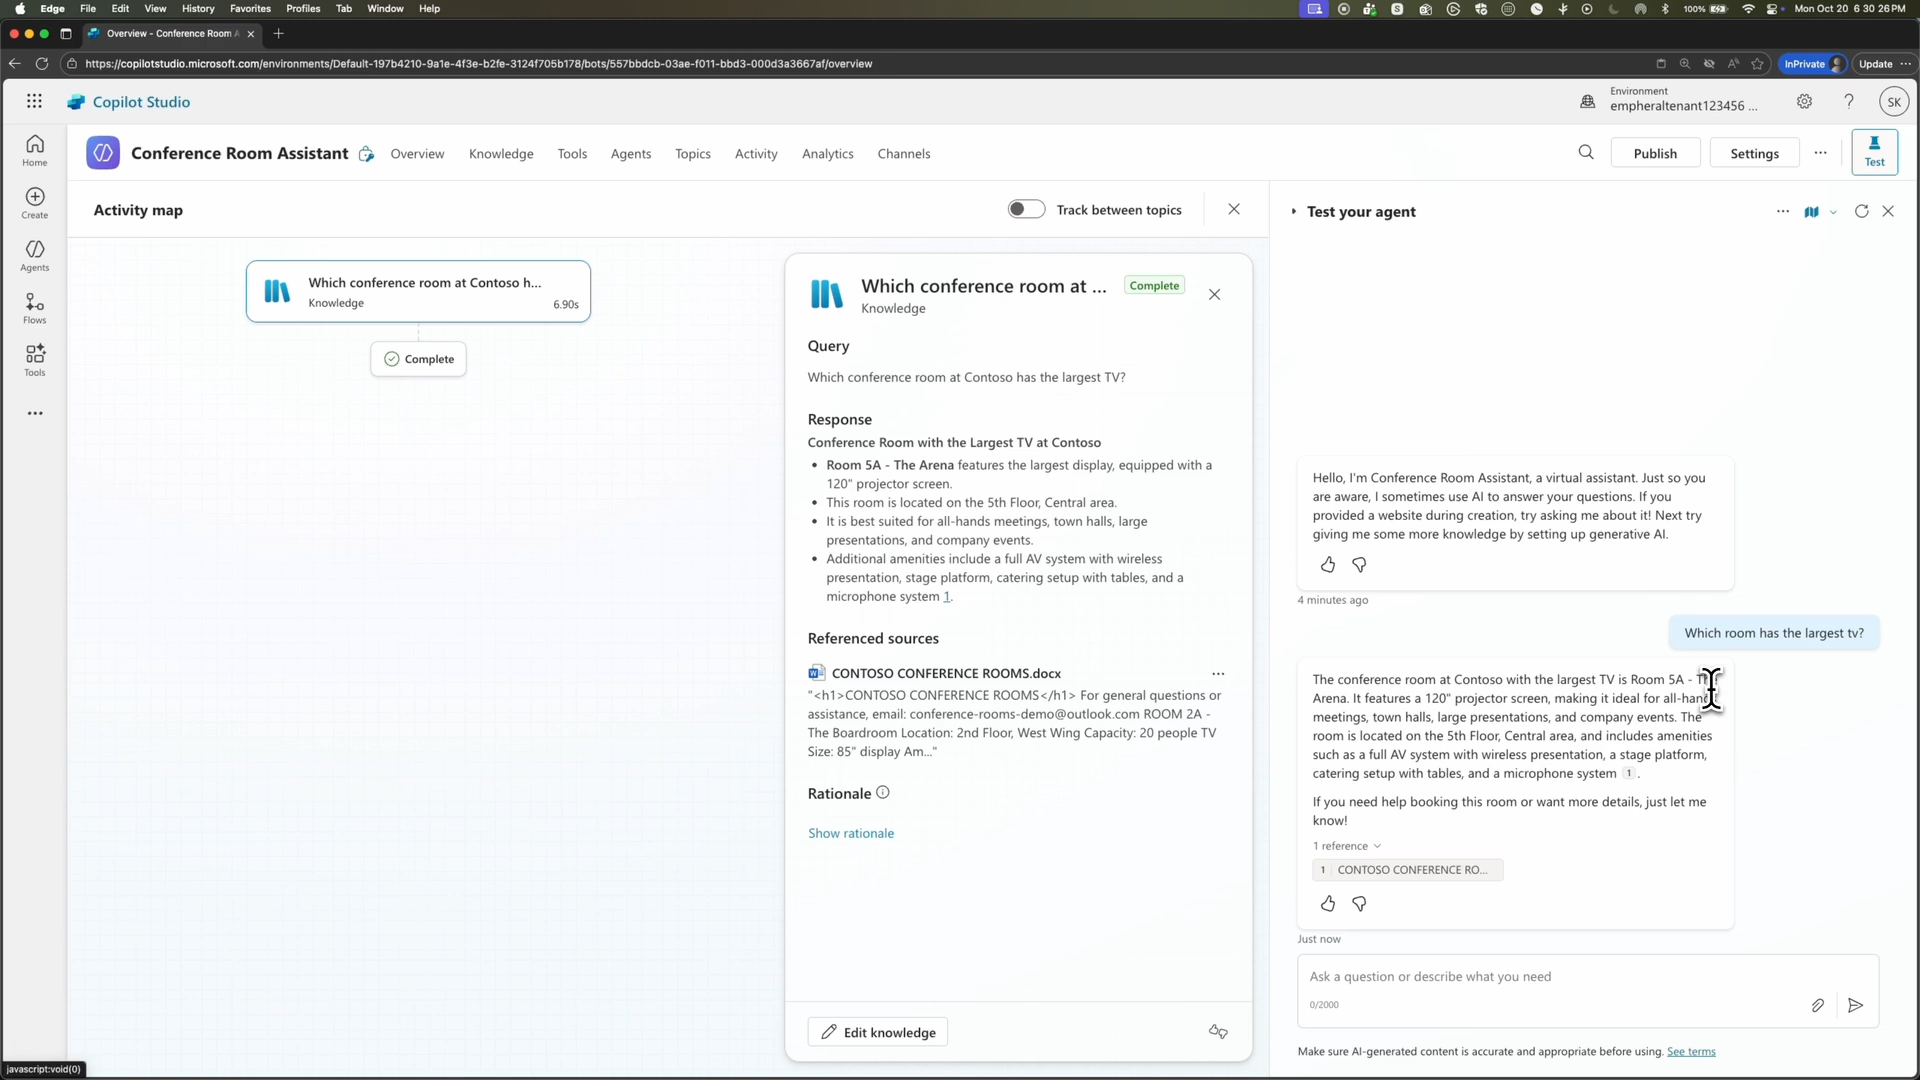 Edge File Edit View History Favorites Profiles Tab Window Help
100% Mon Oct 20 6 30 26 PM
Overview - Conference Room A
https://copilotstudio.microsoft.com/environments/Default-197b4210-9a1e-4f3e-b2fe-3124f705b178/bots/557bbdcb-03ae-f011-bbd3-000d3a3667af/overview
InPrivate
Update
Copilot Studio
Environment
empheraltenant123456 ...
SK
Home
Create
Agents
Flows
Tools
Conference Room Assistant
Overview Knowledge Tools Agents Topics Activity Analytics Channels
Publish Settings Test
Activity map
Track between topics
Which conference room at Contoso h...
Knowledge
6.90s
Complete
Which conference room at ...
Complete
Knowledge
Query
Which conference room at Contoso has the largest TV?
Response
Conference Room with the Largest TV at Contoso
• Room 5A - The Arena features the largest display, equipped with a
120" projector screen.
• This room is located on the 5th Floor, Central area.
• It is best suited for all-hands meetings, town halls, large
presentations, and company events.
• Additional amenities include a full AV system with wireless
presentation, stage platform, catering setup with tables, and a
microphone system 1.
Referenced sources
CONTOSO CONFERENCE ROOMS.docx
"<h1>CONTOSO CONFERENCE ROOMS</h1> For general questions or
assistance, email: conference-rooms-demo@outlook.com ROOM 2A -
The Boardroom Location: 2nd Floor, West Wing Capacity: 20 people TV
Size: 85" display Am..."
Rationale
Show rationale
Edit knowledge
Test your agent
Hello, I'm Conference Room Assistant, a virtual assistant. Just so you
are aware, I sometimes use AI to answer your questions. If you
provided a website during creation, try asking me about it! Next try
giving me some more knowledge by setting up generative AI.
4 minutes ago
Which room has the largest tv?
The conference room at Contoso with the largest TV is Room 5A - The
Arena. It features a 120" projector screen, making it ideal for all-hands
meetings, town halls, large presentations, and company events. The
room is located on the 5th Floor, Central area, and includes amenities
such as a full AV system with wireless presentation, a stage platform,
catering setup with tables, and a microphone system 1 .
If you need help booking this room or want more details, just let me
know!
1 reference
1 CONTOSO CONFERENCE RO...
Just now
Ask a question or describe what you need
0/2000
Make sure AI-generated content is accurate and appropriate before using. See terms
javascript:void(0)